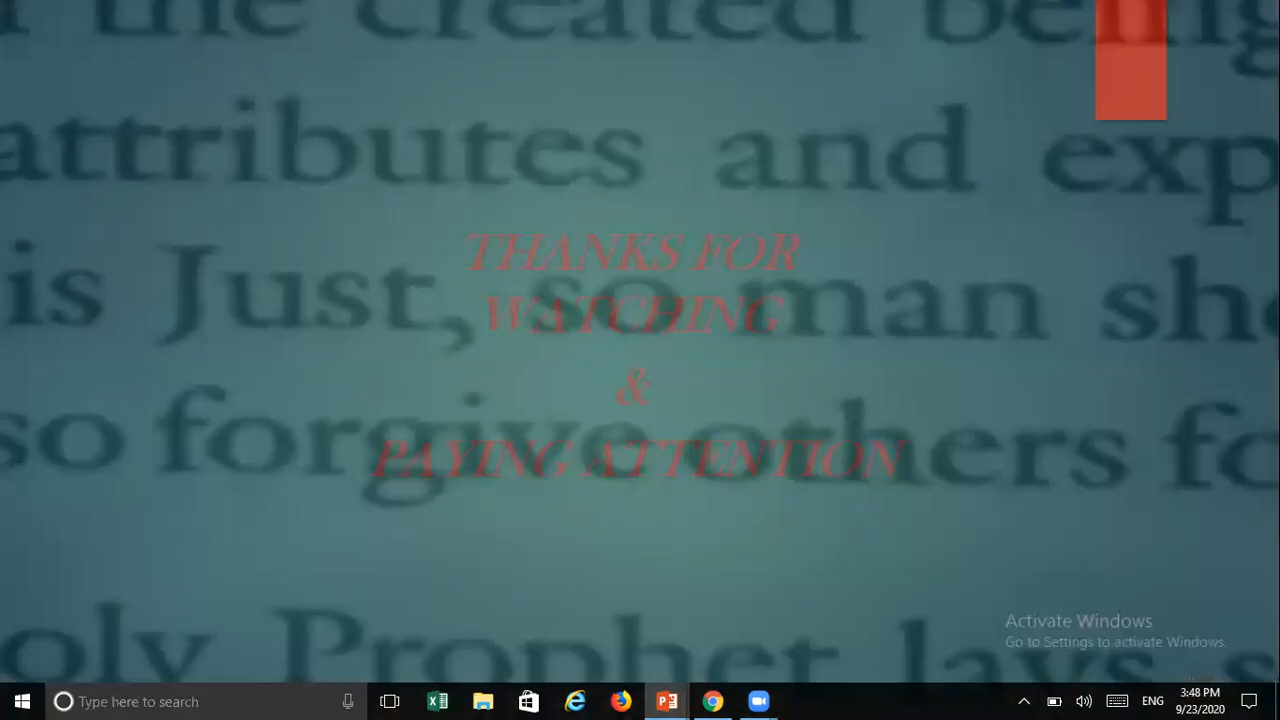 the created being
attributes and exp
is Just, so man sh
so forgive others fo
oly Prophet lays s
THANKS FOR
WATCHING
&
PAYING ATTENTION
Activate Windows
Go to Settings to activate Windows.
Type here to search
ENG
3:48 PM
9/23/2020